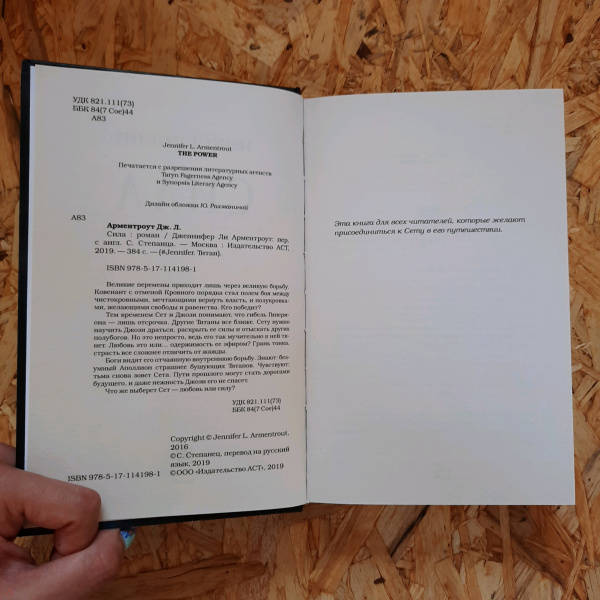 УДК 821.111(73)
ББК 84(7 Сое)44
А83
Jennifer L. Armentrout
THE POWER
Печатается с разрешения литературных агенств
Taryn Fagerness Agency
и Synopsis Literary Agency
Дизайн обложки Ю. Рахманиной
А83
Арментроут Дж. Л.
Сила : роман / Дженнифер Ли Арментроут: пер.
с англ. С. Степанца. — Москва : Издательство АСТ,
2019. — 384 с. — (#Jennifer Титан).
ISBN 978-5-17-114198-1
Великие перемены приходят лишь через великую борьбу.
Ковенант с отменой Кровного порядка стал полем боя между
чистокровными, мечтающими вернуть власть, и полукровка-
ми, желающими свободы и равенства. Кто победит?
Тем временем Сет и Джози понимают, что гибель Гипери-
она — лишь отсрочка. Другие Титаны все ближе. Сету нужно
научить Джози драться, раскрыть ее силы и отыскать других
полубогов. Но это непросто, ведь его так мучительно к ней тя-
нет. Любовь это или... одержимость ее эфиром? Грань тонка,
страсть все сложнее отличить от жажды.
Боги видят его отчаянную внутреннюю борьбу. Знают: без-
умный Аполлион страшнее бушующих Титанов. Чувствуют:
тьма снова зовет Сета. Пути прошлого могут стать дорогами
будущего, и даже нежность Джози его не спасет.
Что же выберет Сет — любовь или силу?
УДК 821.111(73)
ББК 84(7 Сое)44
Copyright © Jennifer L. Armentrout,
2016
©С. Степанец, перевод на русский
язык, 2019
ISBN 978-5-17-114198-1
©ООО «Издательство АСТ», 2019
Эта книга для всех читателей, которые желают
присоединиться к Сету в его путешествии.